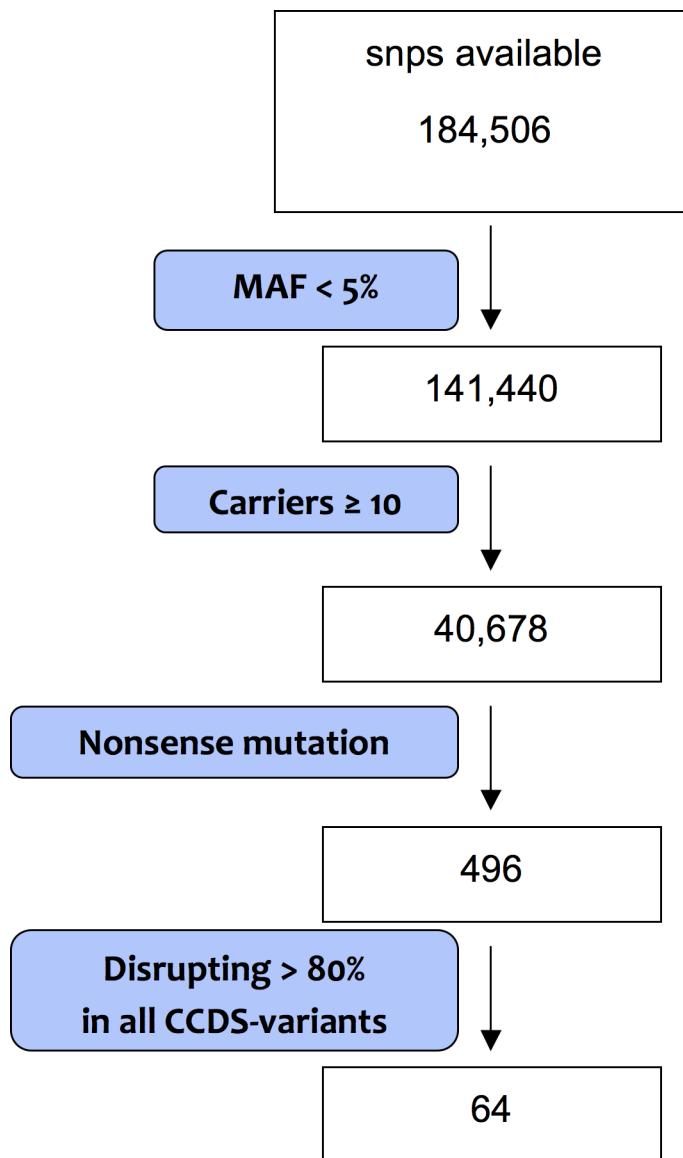 snps available
184,506
MAF < 5%
141,440
Carriers ≥ 10
40,678
Nonsense mutation
496
Disrupting > 80%
in all CCDS-variants
64